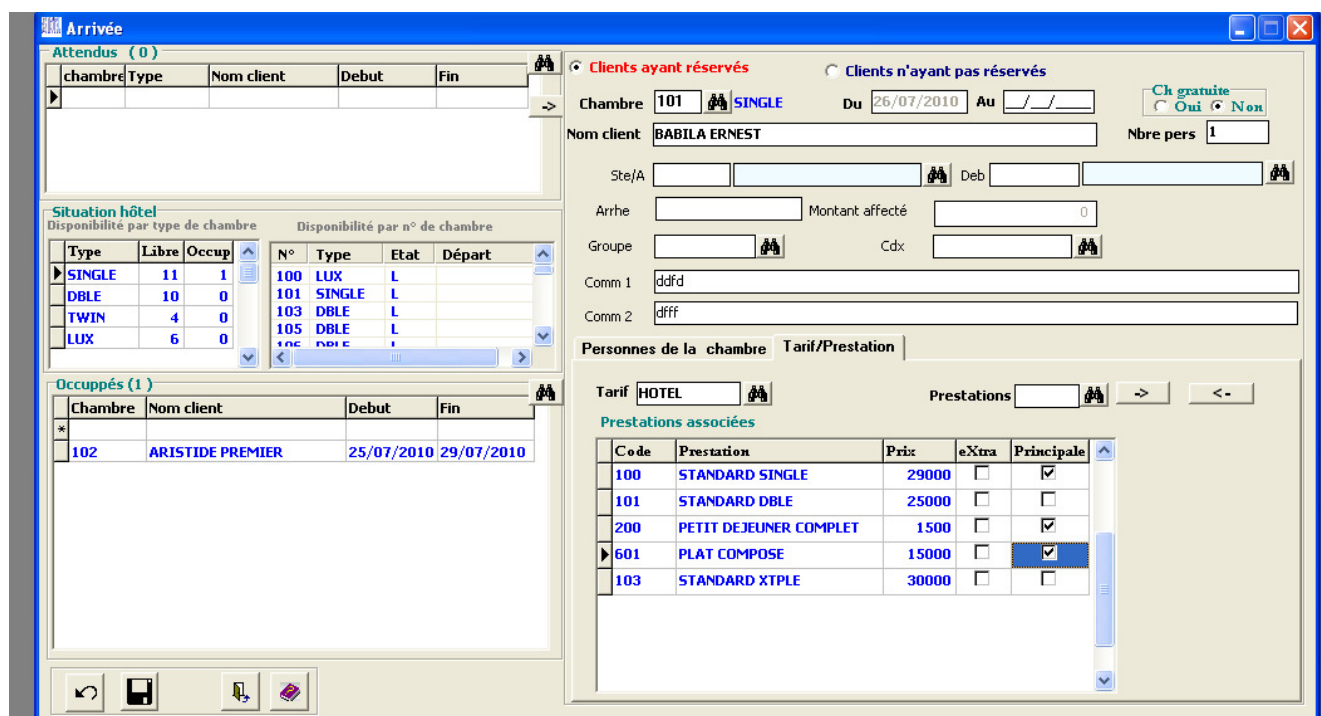 Arrivée
Attendus (0)
chambre Type Nom client Debut Fin
->
Situation hôtel
Disponibilité par type de chambre Disponibilité par n° de chambre
Type Libre Occup
SINGLE 11 1
DBLE 10 0
TWIN 4 0
LUX 6 0
N° Type Etat Départ
100 LUX L
101 SINGLE L
103 DBLE L
105 DBLE L
106 DBLE L
Occuppés (1)
Chambre Nom client Debut Fin
*
102 ARISTIDE PREMIER 25/07/2010 29/07/2010
Clients ayant réservés Clients n'ayant pas réservés
Chambre 101 SINGLE Du 26/07/2010 Au __/__/____
Ch gratuite
Oui Non
Nom client BABILA ERNEST Nbre pers 1
Ste/A Deb
Arrhe Montant affecté 0
Groupe Cdx
Comm 1 ddfd
Comm 2 dfff
Personnes de la chambre Tarif/Prestation
Tarif HOTEL Prestations -> <-
Prestations associées
Code Prestation Prix eXtra Principale
100 STANDARD SINGLE 29000
101 STANDARD DBLE 25000
200 PETIT DEJEUNER COMPLET 1500
601 PLAT COMPOSE 15000
103 STANDARD XTPLE 30000